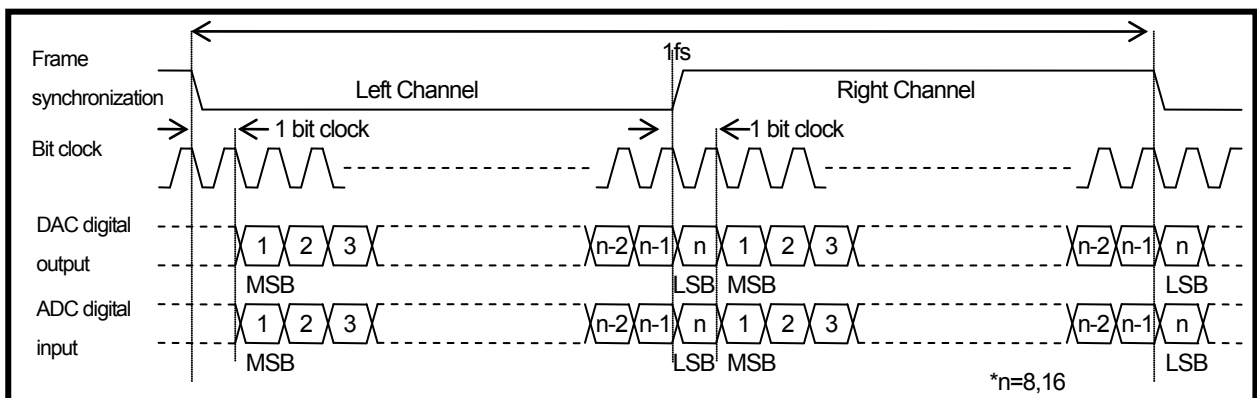 1fs
Frame
synchronization
Left Channel
Right Channel
1 bit clock
1 bit clock
Bit clock
DAC digital
output
1 2 3 n-2 n-1 n 1 2 3 n-2 n-1 n
MSB LSB MSB LSB
ADC digital
input
1 2 3 n-2 n-1 n 1 2 3 n-2 n-1 n
MSB LSB MSB LSB
*n=8,16